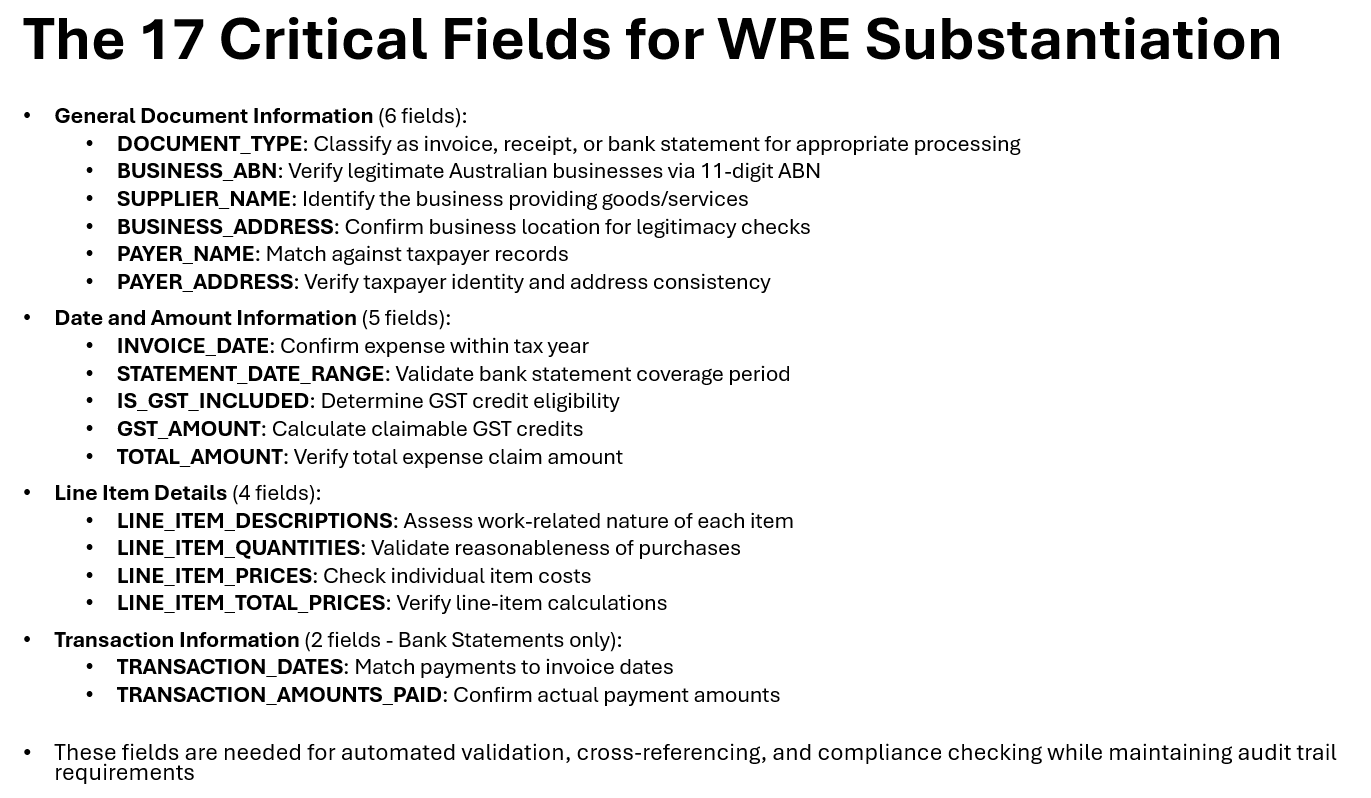 The 17 Critical Fields for WRE Substantiation
• General Document Information (6 fields):
• DOCUMENT_TYPE: Classify as invoice, receipt, or bank statement for appropriate processing
• BUSINESS_ABN: Verify legitimate Australian businesses via 11-digit ABN
• SUPPLIER_NAME: Identify the business providing goods/services
• BUSINESS_ADDRESS: Confirm business location for legitimacy checks
• PAYER_NAME: Match against taxpayer records
• PAYER_ADDRESS: Verify taxpayer identity and address consistency
• Date and Amount Information (5 fields):
• INVOICE_DATE: Confirm expense within tax year
• STATEMENT_DATE_RANGE: Validate bank statement coverage period
• IS_GST_INCLUDED: Determine GST credit eligibility
• GST_AMOUNT: Calculate claimable GST credits
• TOTAL_AMOUNT: Verify total expense claim amount
• Line Item Details (4 fields):
• LINE_ITEM_DESCRIPTIONS: Assess work-related nature of each item
• LINE_ITEM_QUANTITIES: Validate reasonableness of purchases
• LINE_ITEM_PRICES: Check individual item costs
• LINE_ITEM_TOTAL_PRICES: Verify line-item calculations
• Transaction Information (2 fields - Bank Statements only):
• TRANSACTION_DATES: Match payments to invoice dates
• TRANSACTION_AMOUNTS_PAID: Confirm actual payment amounts
• These fields are needed for automated validation, cross-referencing, and compliance checking while maintaining audit trail
requirements